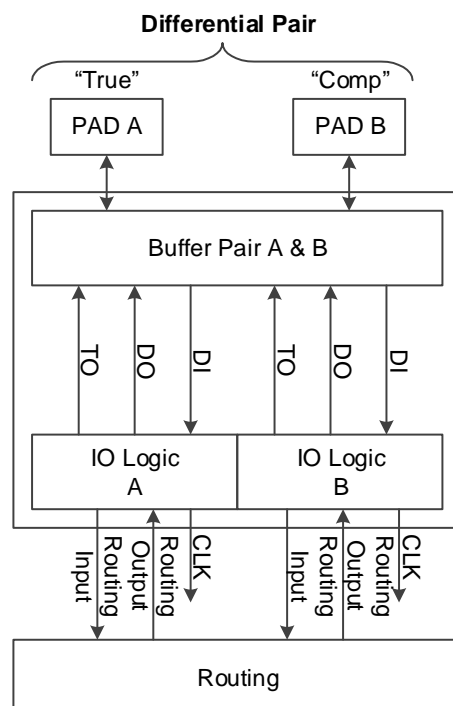 Differential Pair
“True” “Comp”
PAD A PAD B
Buffer Pair A & B
TO DO DI TO DO DI
IO Logic A IO Logic B
Routing Input Routing Output CLK Routing Input Routing Output Routing CLK
Routing